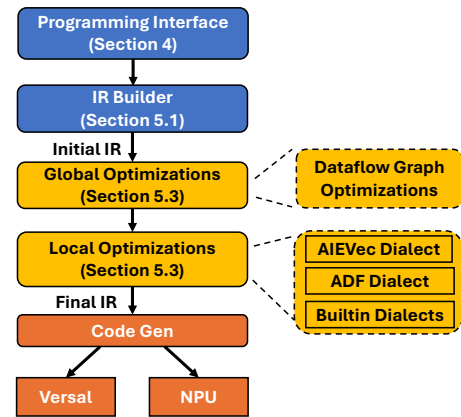 Programming Interface
(Section 4)
IR Builder
(Section 5.1)
Initial IR
Global Optimizations
(Section 5.3)
Dataflow Graph
Optimizations
Local Optimizations
(Section 5.3)
AIEVec Dialect
ADF Dialect
Builtin Dialects
Final IR
Code Gen
Versal
NPU